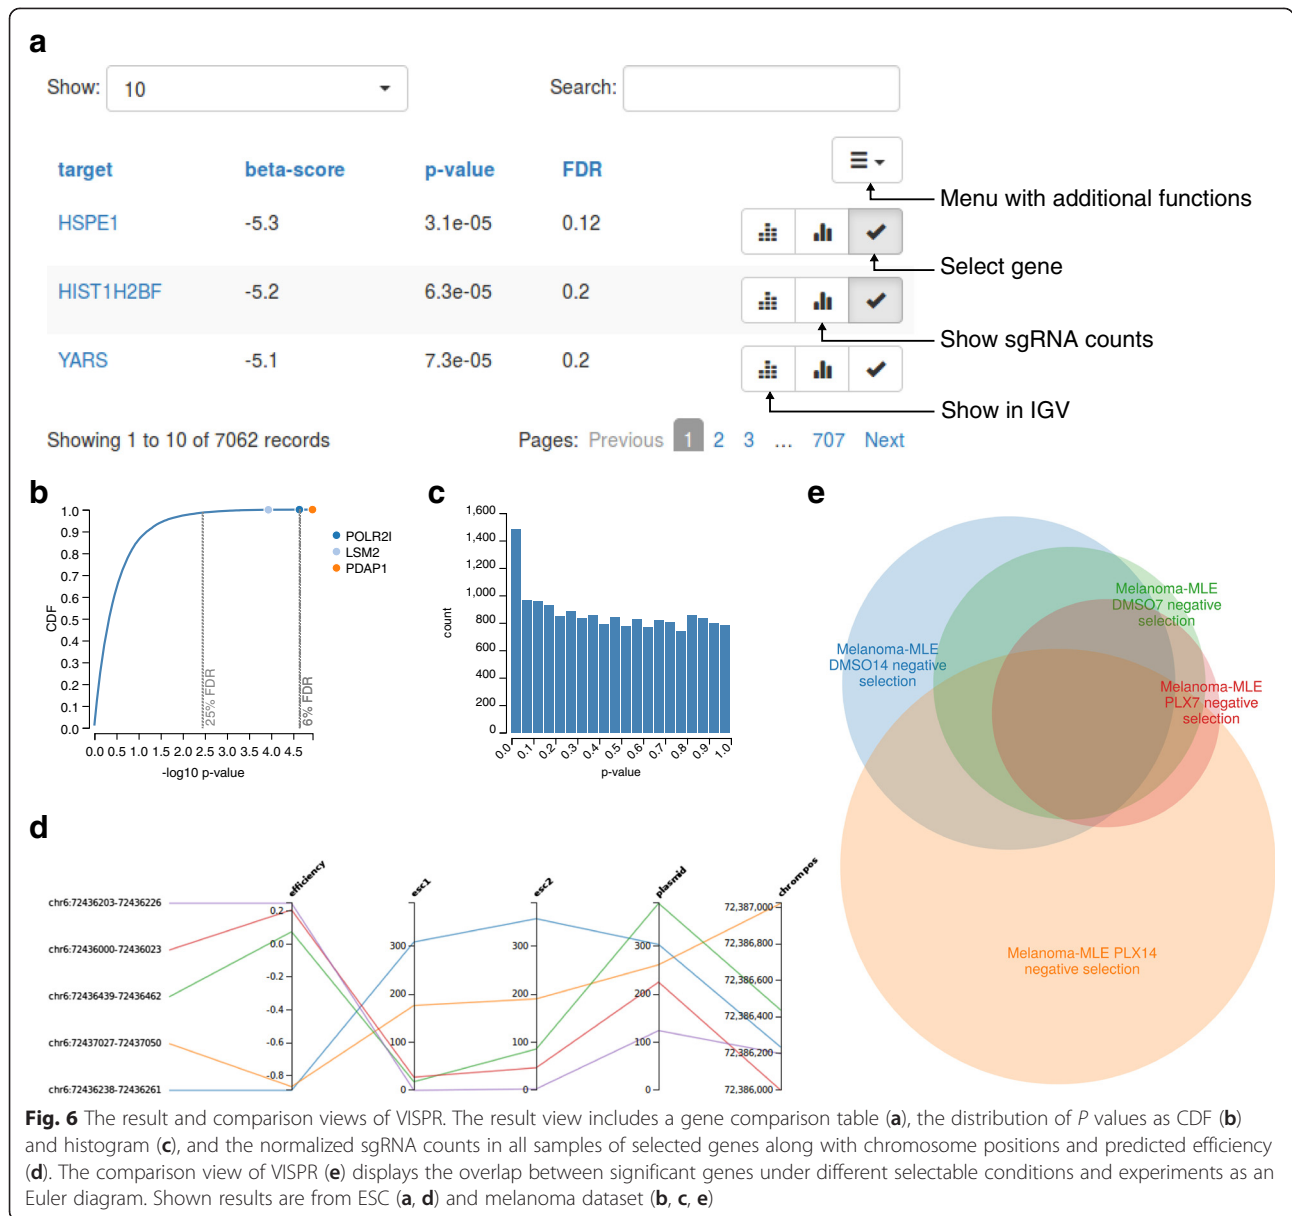 a
Show: 10
Search:
target beta-score p-value FDR
Menu with additional functions
HSPE1 -5.3 3.1e-05 0.12
Select gene
HIST1H2BF -5.2 6.3e-05 0.2
Show sgRNA counts
YARS -5.1 7.3e-05 0.2
Show in IGV
Showing 1 to 10 of 7062 records
Pages: Previous 1 2 3 ... 707 Next
b
1.0
0.9
0.8
0.7
0.6
0.5
0.4
0.3
0.2
0.1
0.0
CDF
25% FDR
6% FDR
0.0 0.5 1.0 1.5 2.0 2.5 3.0 3.5 4.0 4.5
-log10 p-value
POLR2I
LSM2
PDAP1
c
1,600
1,400
1,200
1,000
800
600
400
200
0
count
0.0 0.1 0.2 0.3 0.4 0.5 0.6 0.7 0.8 0.9 1.0
p-value
e
Melanoma-MLE
DMSO7 negative
selection
Melanoma-MLE
DMSO14 negative
selection
Melanoma-MLE
PLX7 negative
selection
Melanoma-MLE PLX14
negative selection
d
efficiency esc1 esc2 plasmid chrompos
chr6:72436203-72436226
chr6:72436000-72436023
chr6:72436439-72436462
chr6:72437027-72437050
chr6:72436238-72436261
0.2
0.0
-0.2
-0.4
-0.6
-0.8
300
200
100
0
300
200
100
0
300
200
100
0
72,387,000
72,386,800
72,386,600
72,386,400
72,386,200
72,386,000
Fig. 6 The result and comparison views of VISPR. The result view includes a gene comparison table (a), the distribution of P values as CDF (b)
and histogram (c), and the normalized sgRNA counts in all samples of selected genes along with chromosome positions and predicted efficiency
(d). The comparison view of VISPR (e) displays the overlap between significant genes under different selectable conditions and experiments as an
Euler diagram. Shown results are from ESC (a, d) and melanoma dataset (b, c, e)